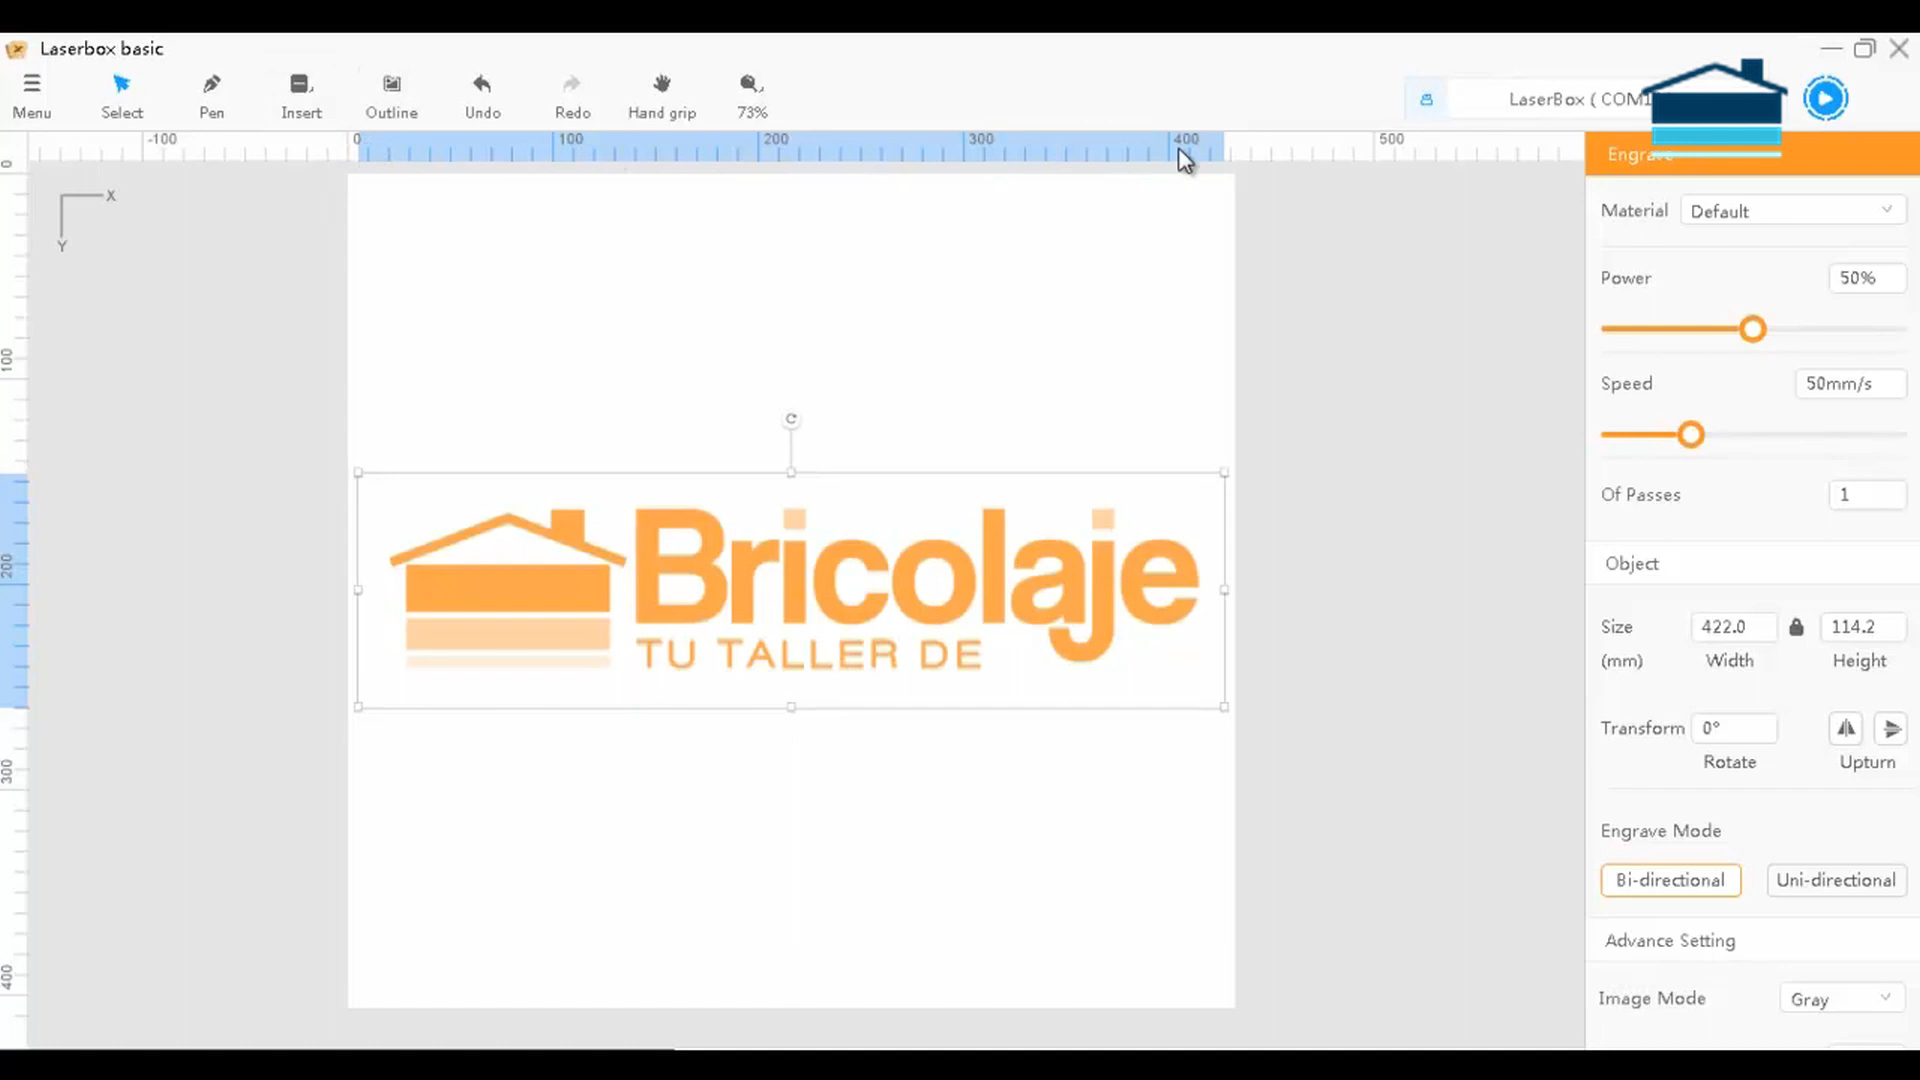 Laserbox basic
Menu
Select
Pen
Insert
Outline
Undo
Redo
Hand grip
73%
LaserBox ( COM1
-100
0
100
200
300
400
500
0
100
200
300
400
X
Y
Bricolaje
TU TALLER DE
Engrave
Material Default
Power 50%
Speed 50mm/s
Of Passes 1
Object
Size 422.0 114.2
(mm) Width Height
Transform 0°
Rotate Upturn
Engrave Mode
Bi-directional Uni-directional
Advance Setting
Image Mode Gray